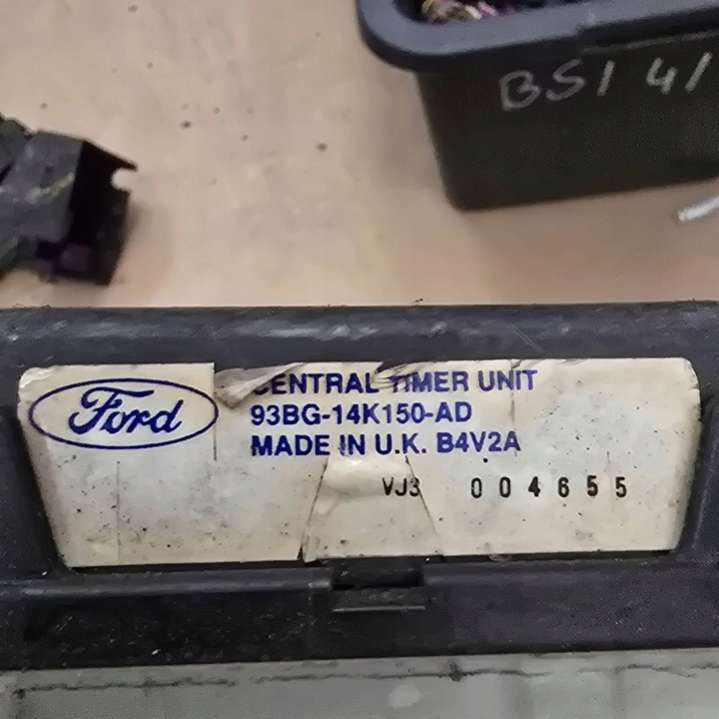 BSI 4/
Ford
CENTRAL TIMER UNIT
93BG-14K150-AD
MADE IN U.K. B4V2A
VJ3 004655